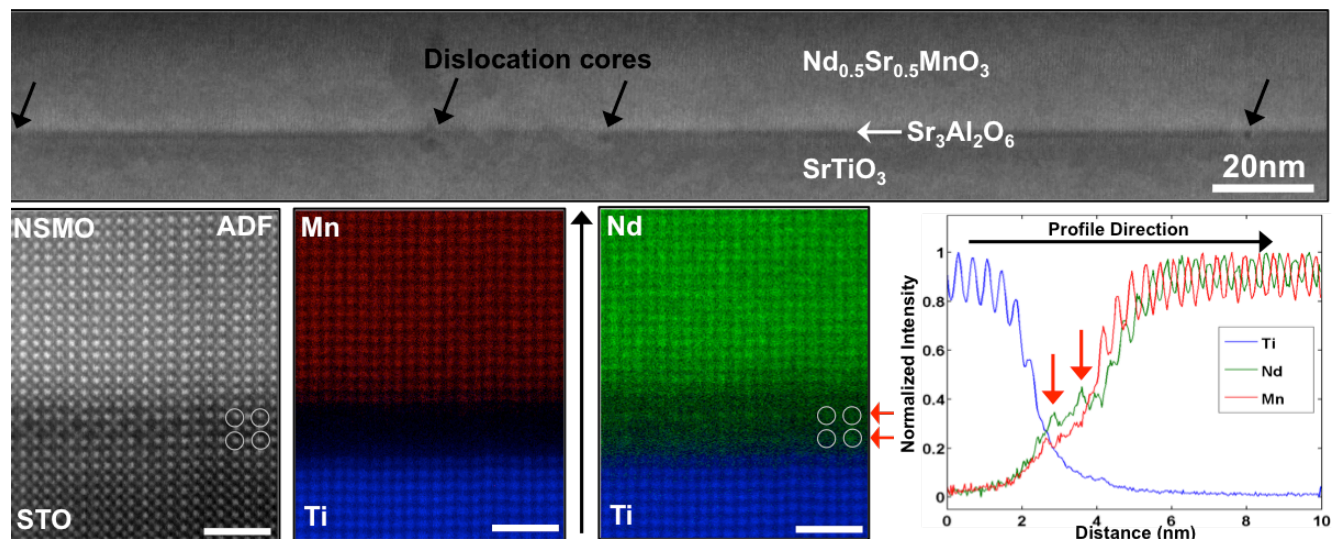 Dislocation cores
Nd₀.₅Sr₀.₅MnO₃
Sr₃Al₂O₆
SrTiO₃
20nm
NSMO ADF
STO
Mn
Ti
Nd
Ti
Profile Direction
1
0.8
0.6
0.4
0.2
0
Normalized Intensity
Ti
Nd
Mn
0 2 4 6 8 10
Distance (nm)